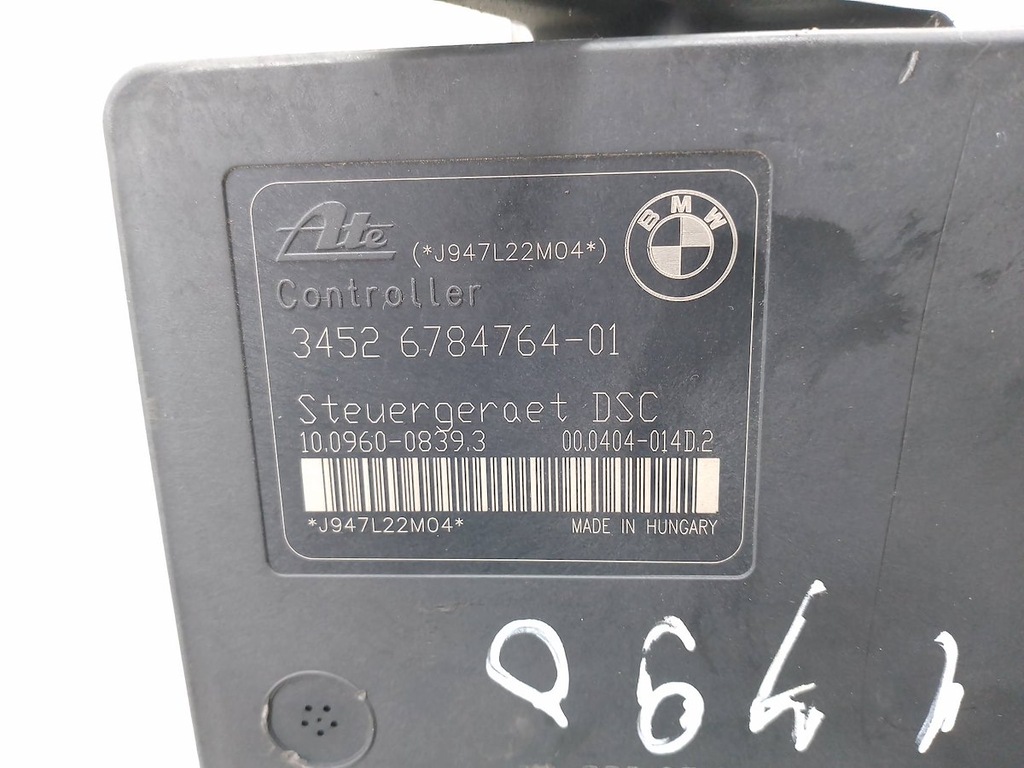 Ate (*J947L22M04*) BMW
Controller
3452 6784764-01
Steuergeraet DSC
10.0960-0839.3 00.0404-014D.2
*J947L22M04* MADE IN HUNGARY